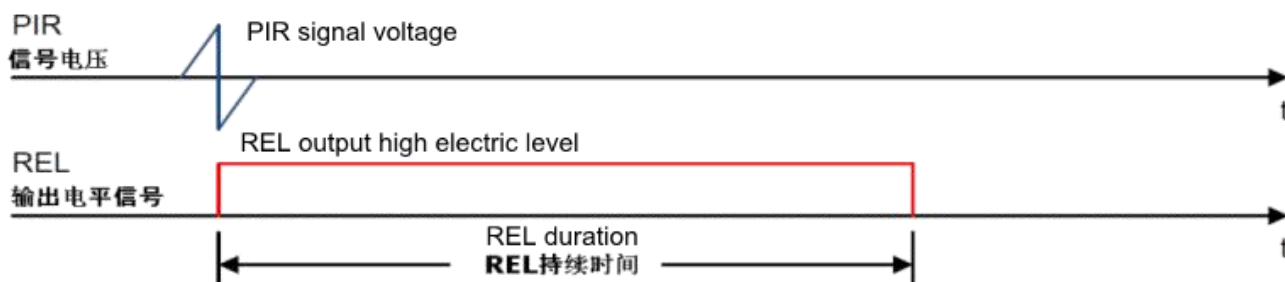 PIR
PIR signal voltage
信号电压
t
REL output high electric level
REL
输出电平信号
t
REL duration
REL持续时间